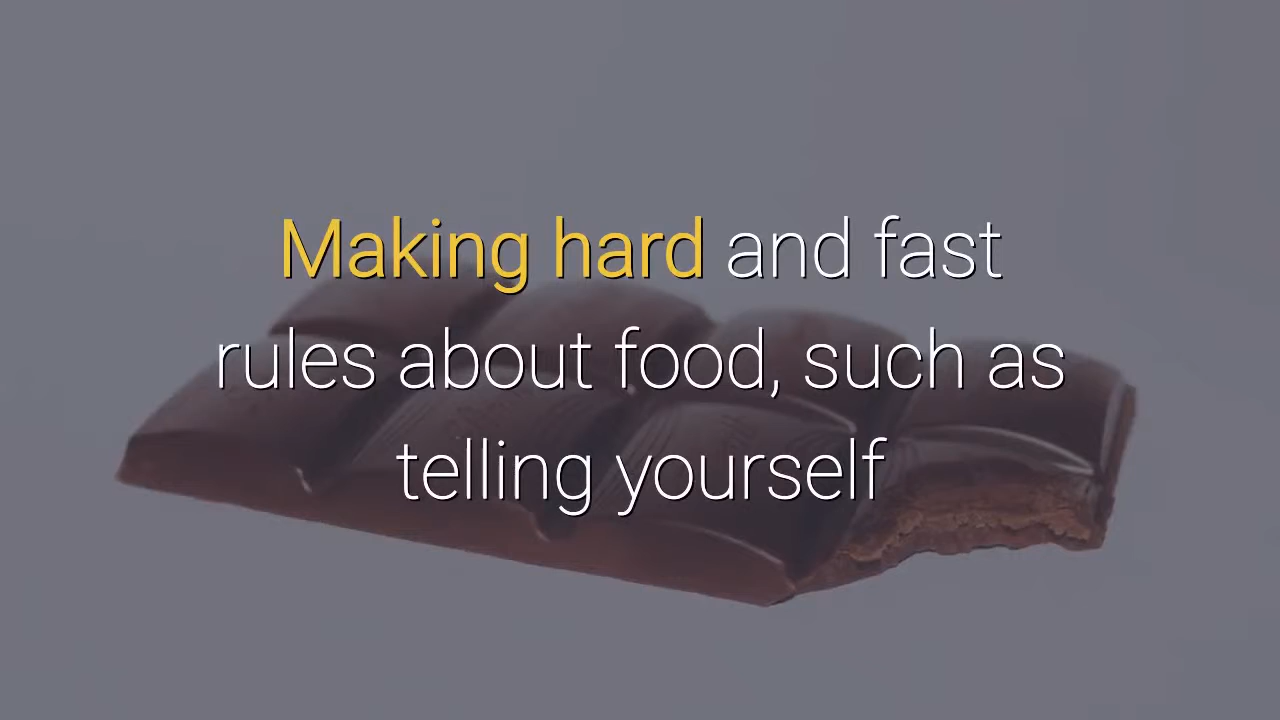 Making hard and fast
rules about food, such as
telling yourself